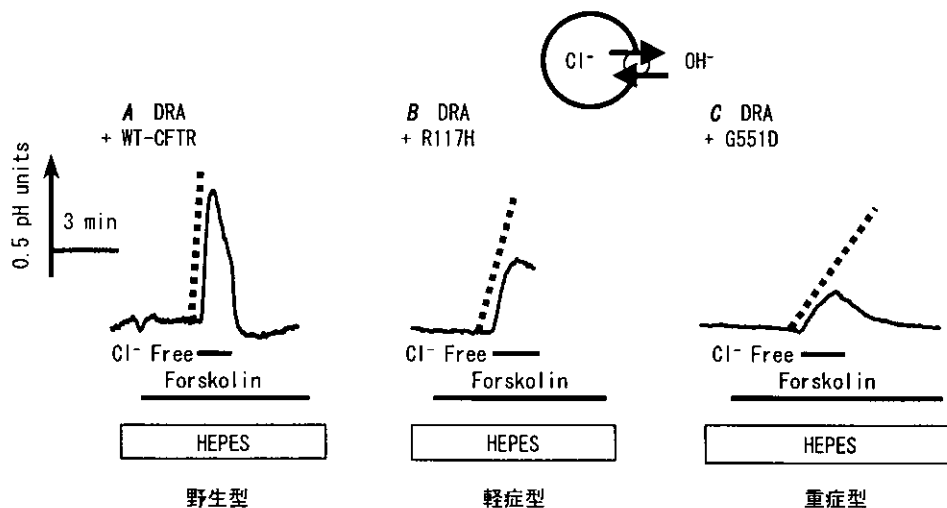 Cl⁻ OH⁻
A DRA
+ WT-CFTR
B DRA
+ R117H
C DRA
+ G551D
0.5 pH units
3 min
Cl⁻ Free
Forskolin
HEPES
野生型
Cl⁻ Free
Forskolin
HEPES
軽症型
Cl⁻ Free
Forskolin
HEPES
重症型